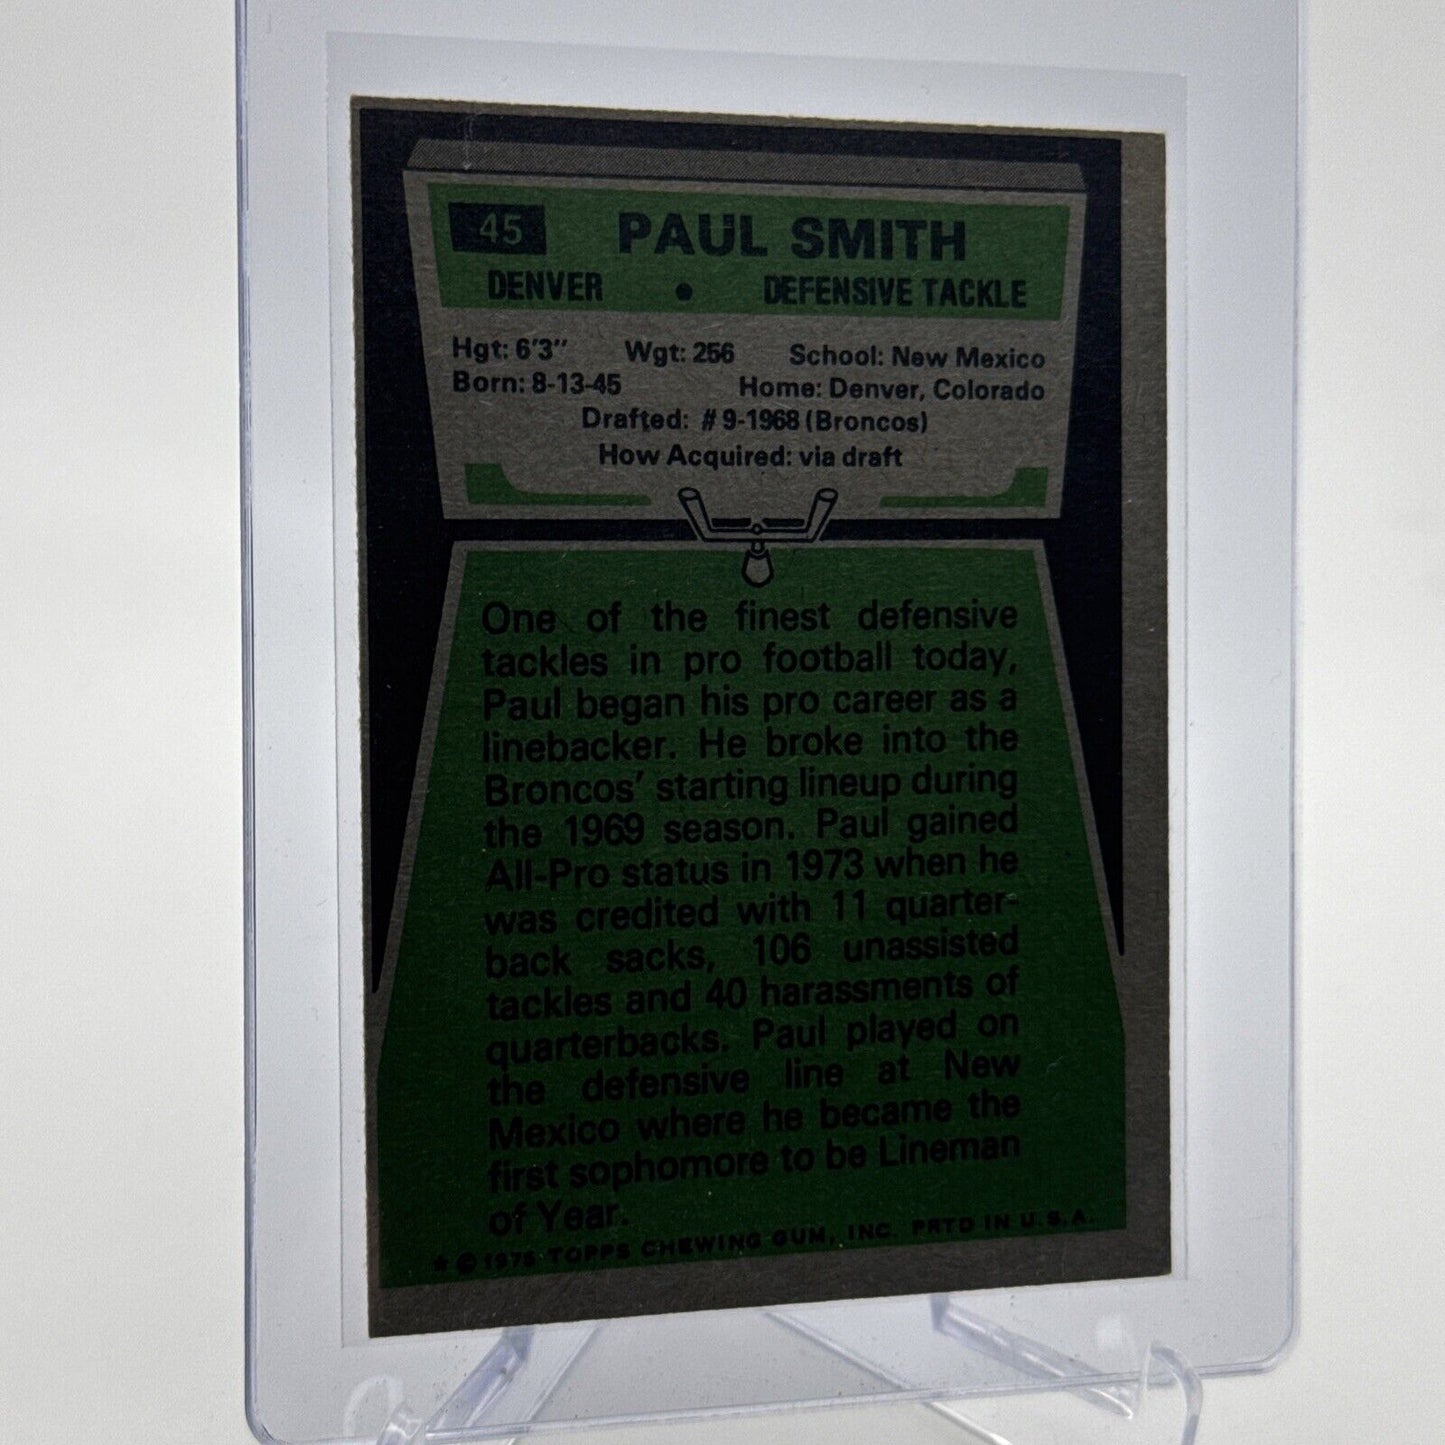 45 PAUL SMITH
DENVER • DEFENSIVE TACKLE
Hgt: 6'3" Wgt: 256 School: New Mexico
Born: 8-13-45 Home: Denver, Colorado
Drafted: #9-1968 (Broncos)
How Acquired: via draft
One of the finest defensive
tackles in pro football today,
Paul began his pro career as a
linebacker. He broke into the
Broncos' starting lineup during
the 1969 season. Paul gained
All-Pro status in 1973 when he
was credited with 11 quarter-
back sacks, 106 unassisted
tackles and 40 harassments of
quarterbacks. Paul played on
the defensive line at New
Mexico where he became the
first sophomore to be Lineman
of Year.
★ © 1975 TOPPS CHEWING GUM, INC. PRTD IN U.S.A.